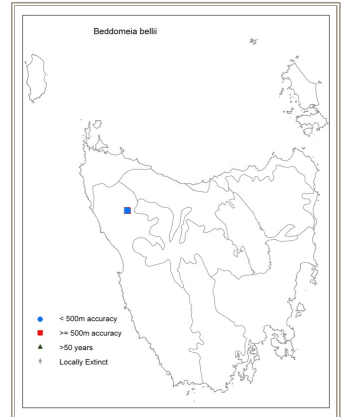 Beddomeia bellii
< 500m accuracy
>= 500m accuracy
>50 years
Locally Extinct